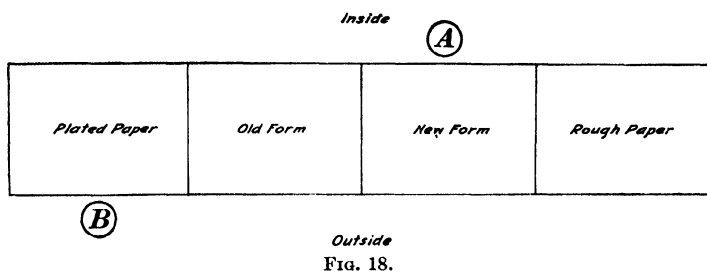 Inside
A
Plated Paper Old Form New Form Rough Paper
B
Outside
FIG. 18.